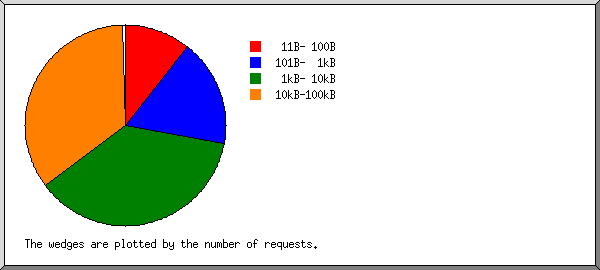 11B- 100B
101B- 1kB
1kB- 10kB
10kB-100kB
The wedges are plotted by the number of requests.